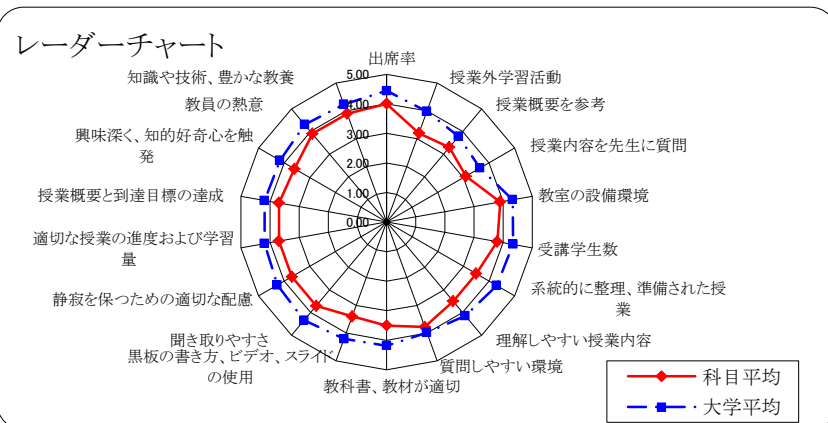 レーダーチャート
出席率
授業外学習活動
授業概要を参考
授業内容を先生に質問
教室の設備環境
受講学生数
系統的に整理、準備された授
業
理解しやすい授業内容
質問しやすい環境
教科書、教材が適切
黒板の書き方、ビデオ、スライド
の使用
聞き取りやすさ
静寂を保つための適切な配慮
適切な授業の進度および学習
量
授業概要と到達目標の達成
興味深く、知的好奇心を触
発
教員の熱意
知識や技術、豊かな教養
5.00
4.00
3.00
2.00
1.00
0.00
科目平均
大学平均